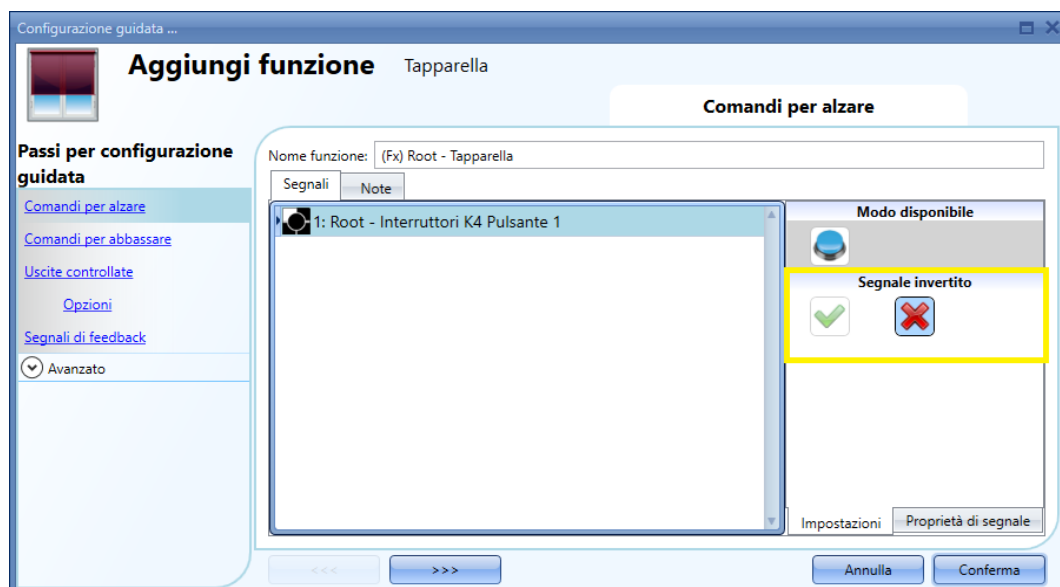 Configurazione guidata ...
Aggiungi funzione Tapparella
Comandi per alzare
Passi per configurazione
guidata
Comandi per alzare
Comandi per abbassare
Uscite controllate
Opzioni
Segnali di feedback
Avanzato
Nome funzione: (Fx) Root - Tapparella
Segnali Note
1: Root - Interruttori K4 Pulsante 1
Modo disponibile
Segnale invertito
Impostazioni Proprietà di segnale
<<< >>> Annulla Conferma